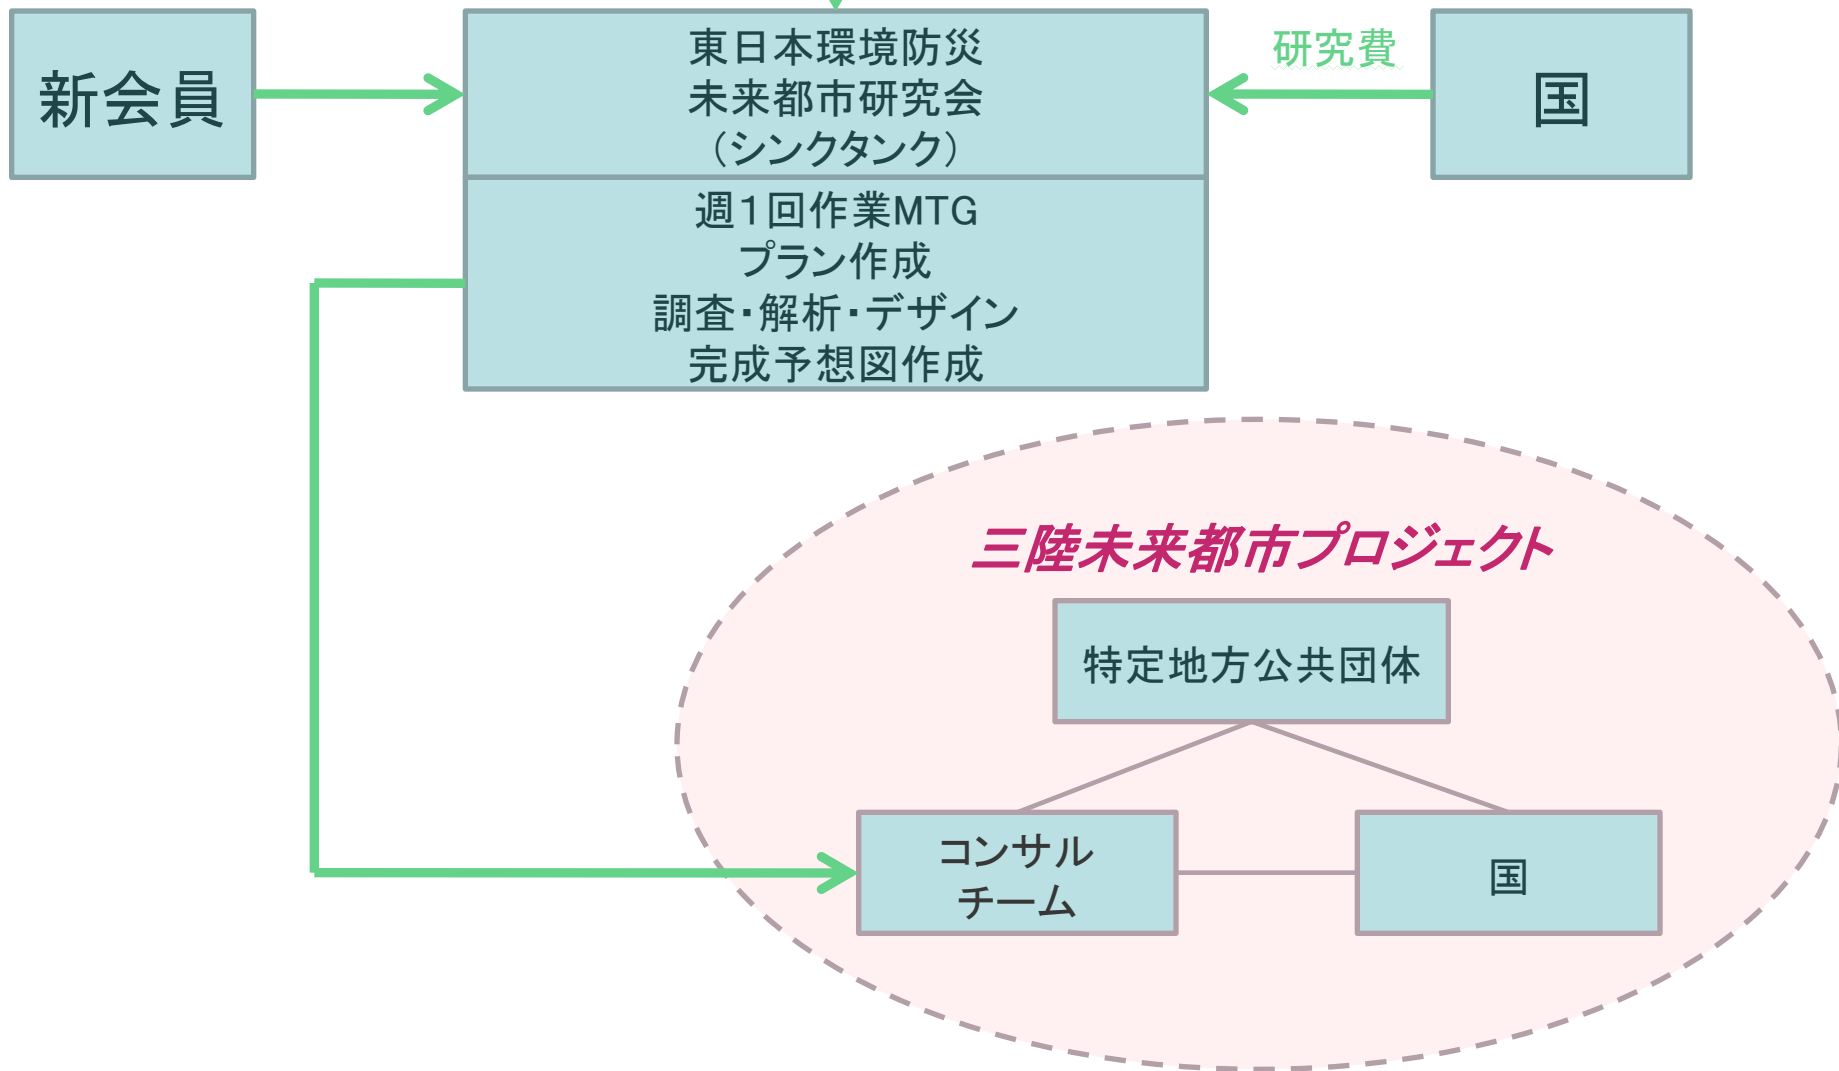 新会員
東日本環境防災
未来都市研究会
（シンクタンク）
研究費
国
週１回作業MTG
プラン作成
調査・解析・デザイン
完成予想図作成
三陸未来都市プロジェクト
特定地方公共団体
コンサル
チーム
国